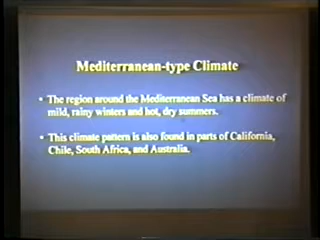 Mediterranean-type Climate
• The region around the Mediterranean Sea has a climate of
mild, rainy winters and hot, dry summers.
• This climate pattern is also found in parts of California,
Chile, South Africa, and Australia.